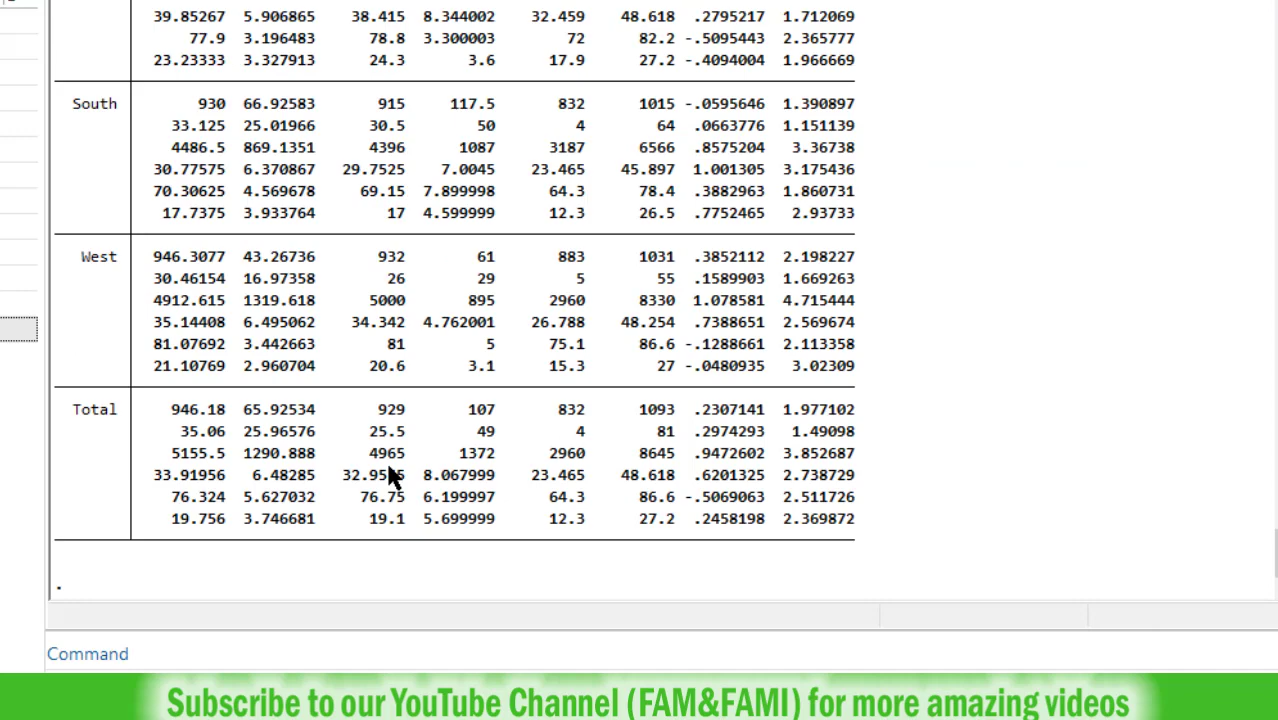 39.85267 5.906865 38.415 8.344002 32.459 48.618 .2795217 1.712069
77.9 3.196483 78.8 3.300003 72 82.2 -.5095443 2.365777
23.23333 3.327913 24.3 3.6 17.9 27.2 -.4094004 1.966669
South 930 66.92583 915 117.5 832 1015 -.0595646 1.390897
33.125 25.01966 30.5 50 4 64 .0663776 1.151139
4486.5 869.1351 4396 1087 3187 6566 .8575204 3.36738
30.77575 6.370867 29.7525 7.0045 23.465 45.897 1.001305 3.175436
70.30625 4.569678 69.15 7.899998 64.3 78.4 .3882963 1.860731
17.7375 3.933764 17 4.599999 12.3 26.5 .7752465 2.93733
West 946.3077 43.26736 932 61 883 1031 .3852112 2.198227
30.46154 16.97358 26 29 5 55 .1589903 1.669263
4912.615 1319.618 5000 895 2960 8330 1.078581 4.715444
35.14408 6.495062 34.342 4.762001 26.788 48.254 .7388651 2.569674
81.07692 3.442663 81 5 75.1 86.6 -.1288661 2.113358
21.10769 2.960704 20.6 3.1 15.3 27 -.0480935 3.02309
Total 946.18 65.92534 929 107 832 1093 .2307141 1.977102
35.06 25.96576 25.5 49 4 81 .2974293 1.49098
5155.5 1290.888 4965 1372 2960 8645 .9472602 3.852687
33.91956 6.48285 8.067999 23.465 48.618 .6201325 2.738729
76.324 5.627032 76.75 6.199997 64.3 86.6 -.5069063 2.511726
19.756 3.746681 19.1 5.699999 12.3 27.2 .2458198 2.369872
.
Command
Subscribe to our YouTube Channel (FAM&FAMI) for more amazing videos